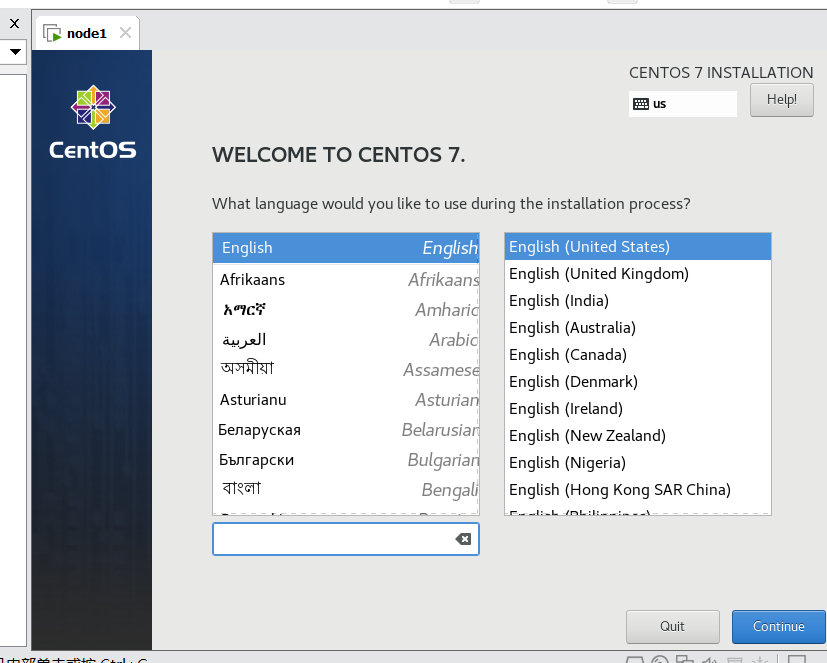 X
node1
CentOS
CENTOS 7 INSTALLATION
us
Help!
WELCOME TO CENTOS 7.
What language would you like to use during the installation process?
English English
Afrikaans Afrikaans
አማርኛ Amharic
العربية Arabic
অসমীয়া Assamese
Asturianu Asturian
Беларуская Belarusian
Български Bulgarian
বাংলা Bengali
English (United States)
English (United Kingdom)
English (India)
English (Australia)
English (Canada)
English (Denmark)
English (Ireland)
English (New Zealand)
English (Nigeria)
English (Hong Kong SAR China)
English (Philippines)
Quit
Continue